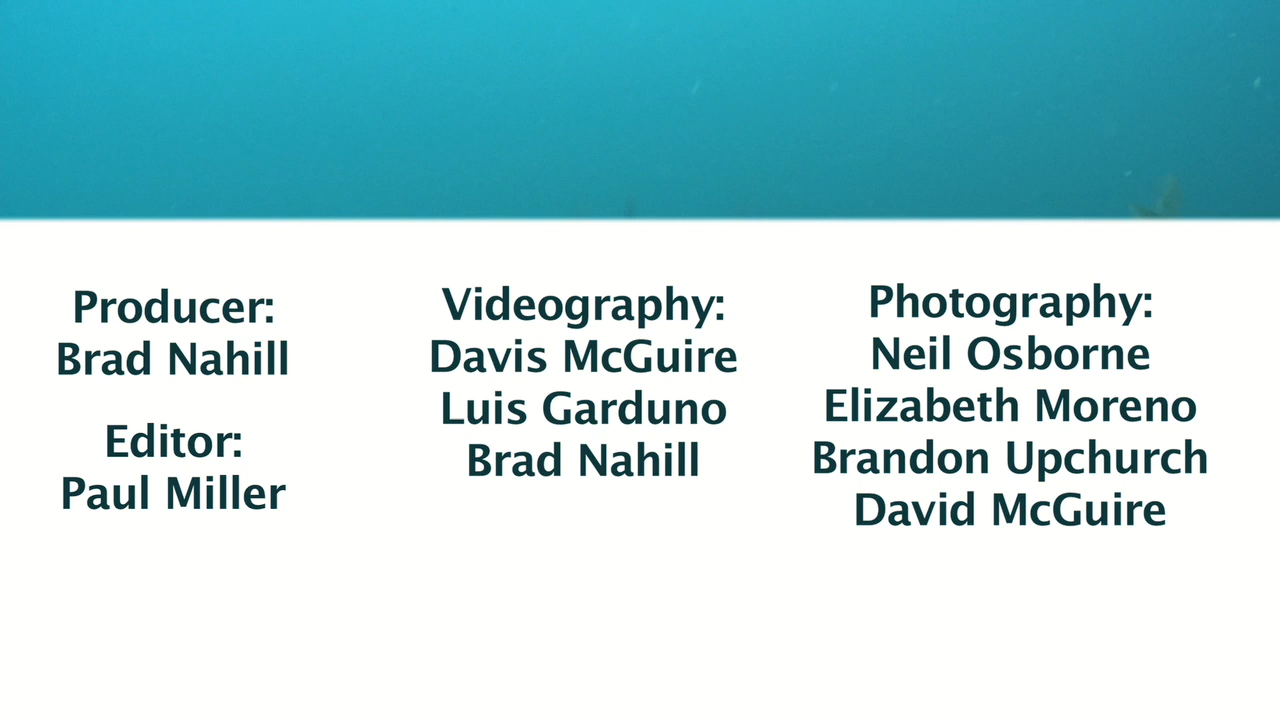 Producer:
Brad Nahill
Editor:
Paul Miller
Videography:
Davis McGuire
Luis Garduno
Brad Nahill
Photography:
Neil Osborne
Elizabeth Moreno
Brandon Upchurch
David McGuire